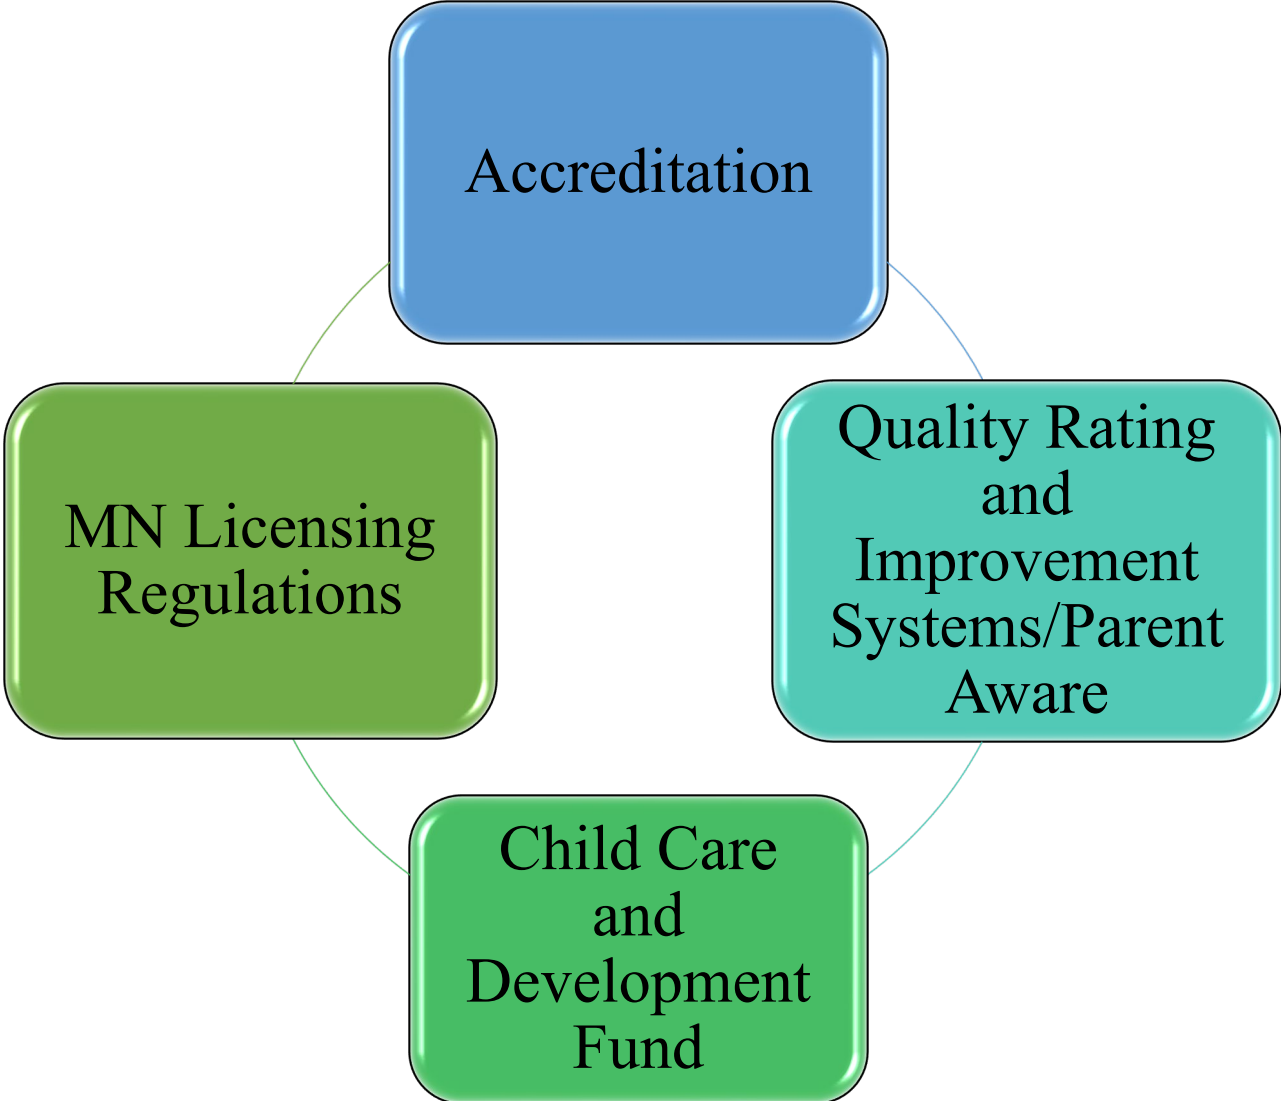 Accreditation
Quality Rating
and
Improvement
Systems/Parent
Aware
Child Care
and
Development
Fund
MN Licensing
Regulations